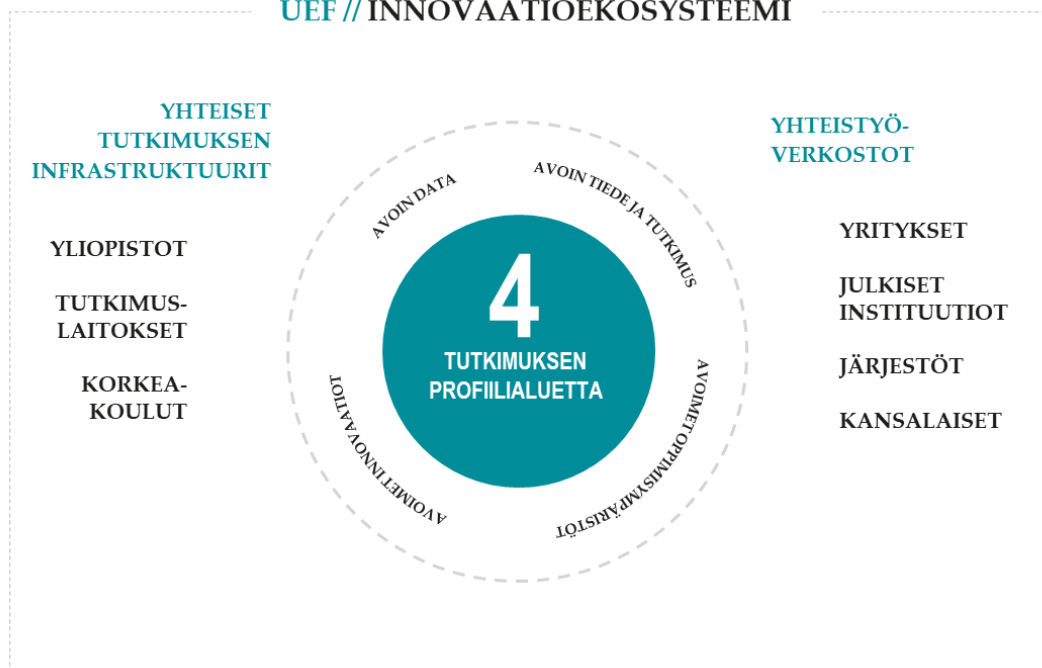 UEF // INNOVAATIOEKOSYSTEEMI
YHTEISET
TUTKIMUKSEN
INFRASTRUKTUURIT
YLIOPISTOT
TUTKIMUS-
LAITOKSET
KORKEA-
KOULUT
AVOIN DATA
AVOIN TIEDE JA TUTKIMUS
4
TUTKIMUKSEN
PROFIILIALUETTA
AVOIMET INNOVAATIOT
AVOIMET OPPIMISYMPÄRISTÖT
YHTEISTYÖ-
VERKOSTOT
YRITYKSET
JULKISET
INSTITUUTIOT
JÄRJESTÖT
KANSALAISET